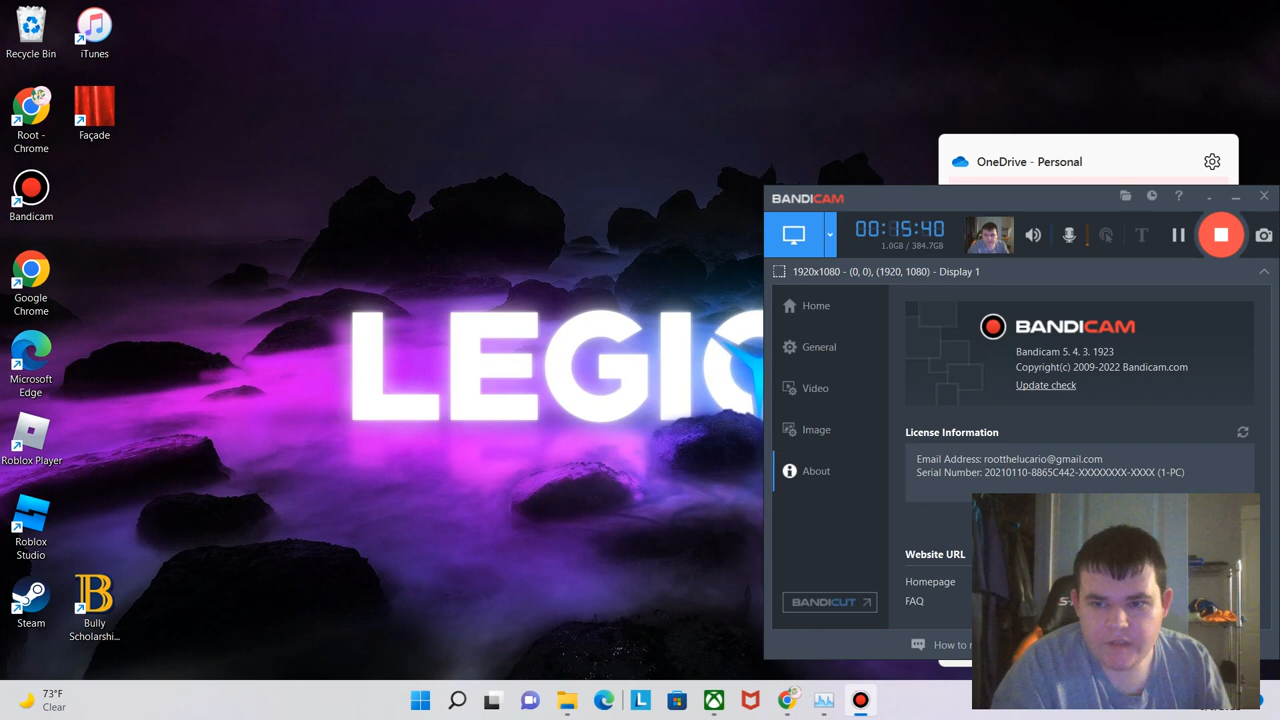 Recycle Bin
iTunes
Root -
Chrome
Façade
Bandicam
Google
Chrome
Microsoft
Edge
Roblox Player
Roblox
Studio
Steam
Bully
Scholarshi...
LEGIO
OneDrive - Personal
BANDICAM
00:15:40
1.0GB / 384.7GB
1920x1080 - (0, 0), (1920, 1080) - Display 1
Home
General
Video
Image
About
BANDICUT
BANDICAM
Bandicam 5. 4. 3. 1923
Copyright(c) 2009-2022 Bandicam.com
Update check
License Information
Email Address: rootthelucario@gmail.com
Serial Number: 20210110-8865C442-XXXXXXXX-XXXX (1-PC)
Website URL
Homepage
FAQ
How to
73°F
Clear